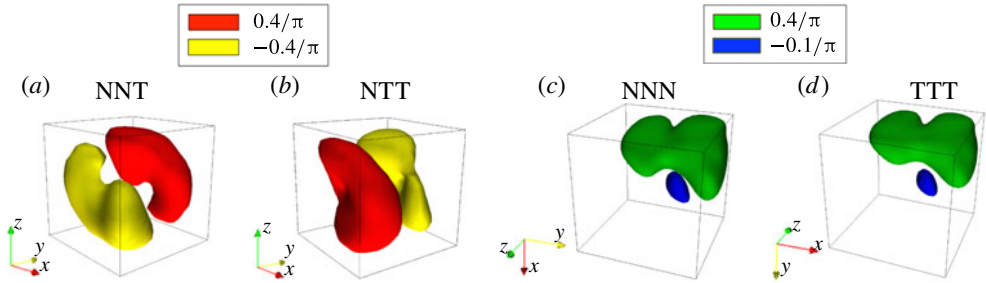 0.4/π
−0.4/π
0.4/π
−0.1/π
(a) NNT
(b) NTT
(c) NNN
(d) TTT
z
y
x
z
y
x
y
z
x
z
x
y